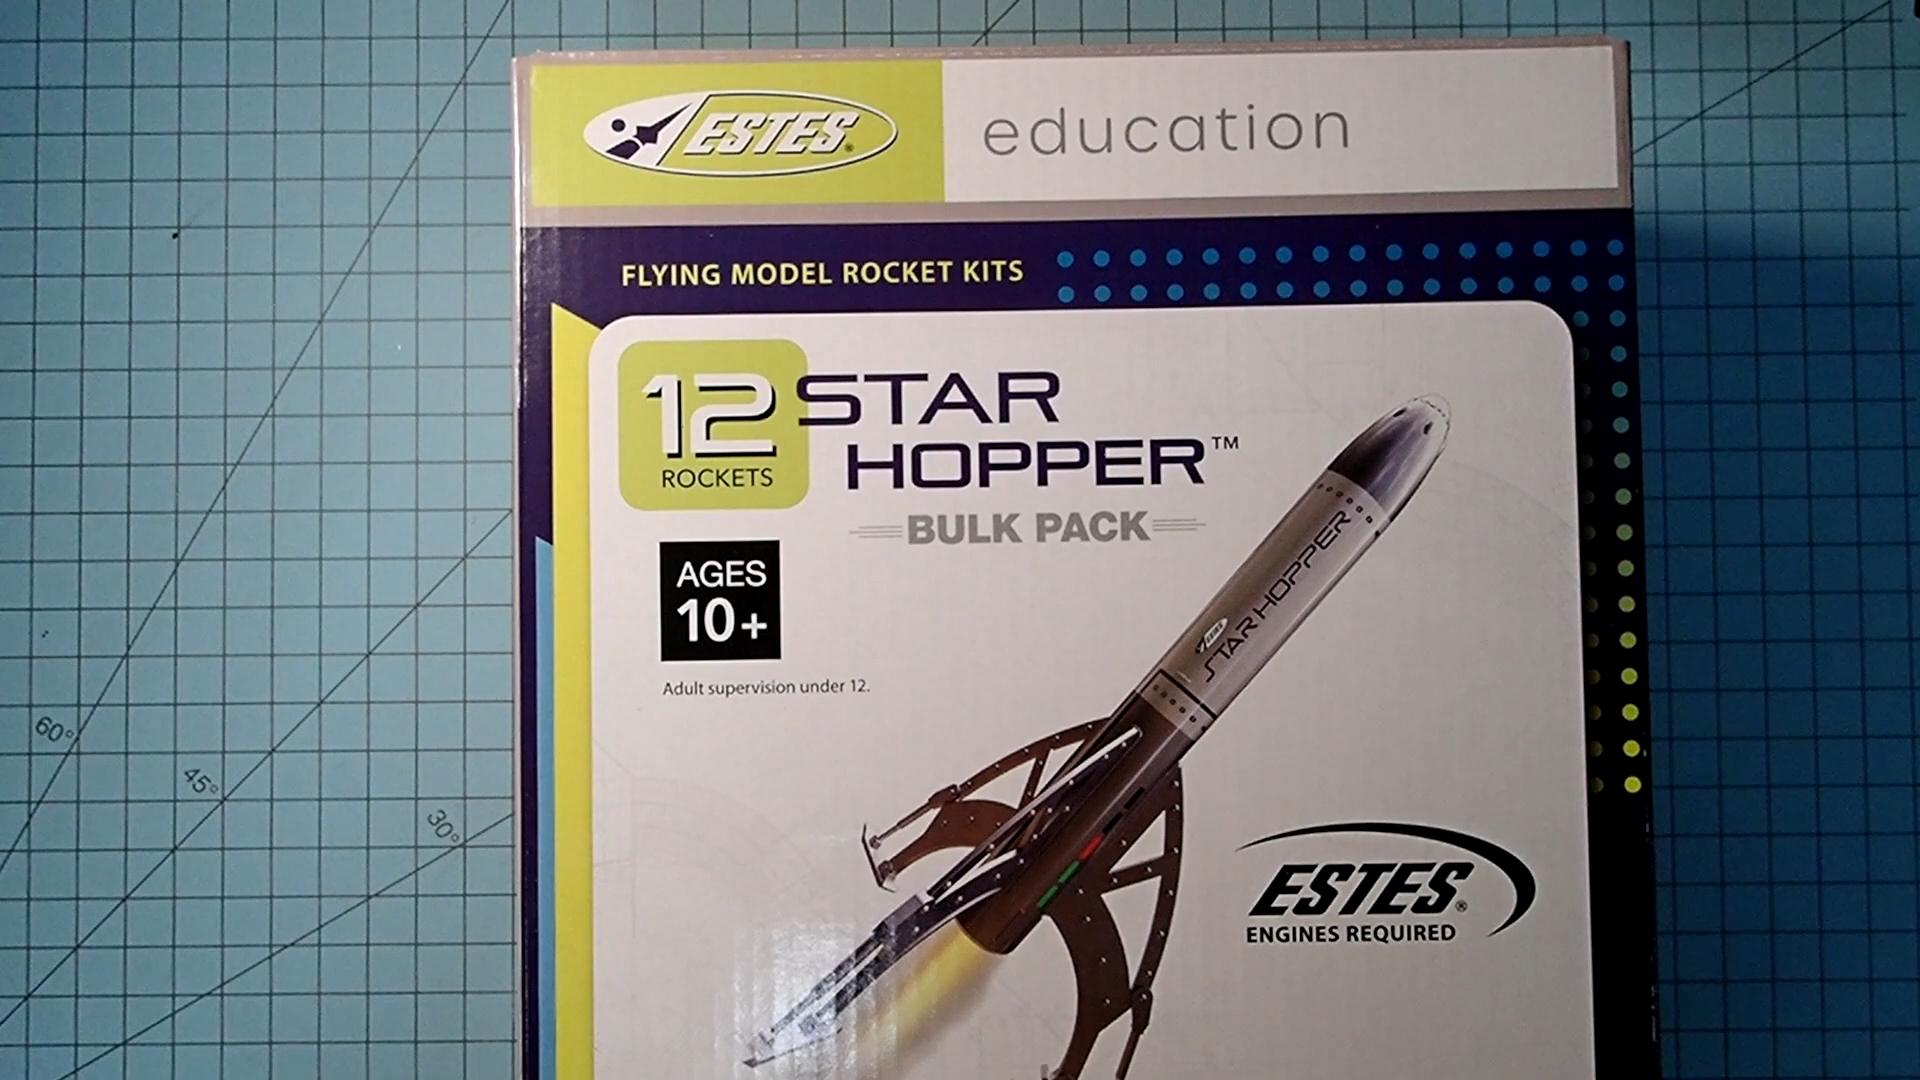 ESTES®
education
FLYING MODEL ROCKET KITS
12
ROCKETS
STAR
HOPPER™
BULK PACK
AGES
10+
Adult supervision under 12.
ESTES
STAR HOPPER
ESTES®
ENGINES REQUIRED
60°
45°
30°